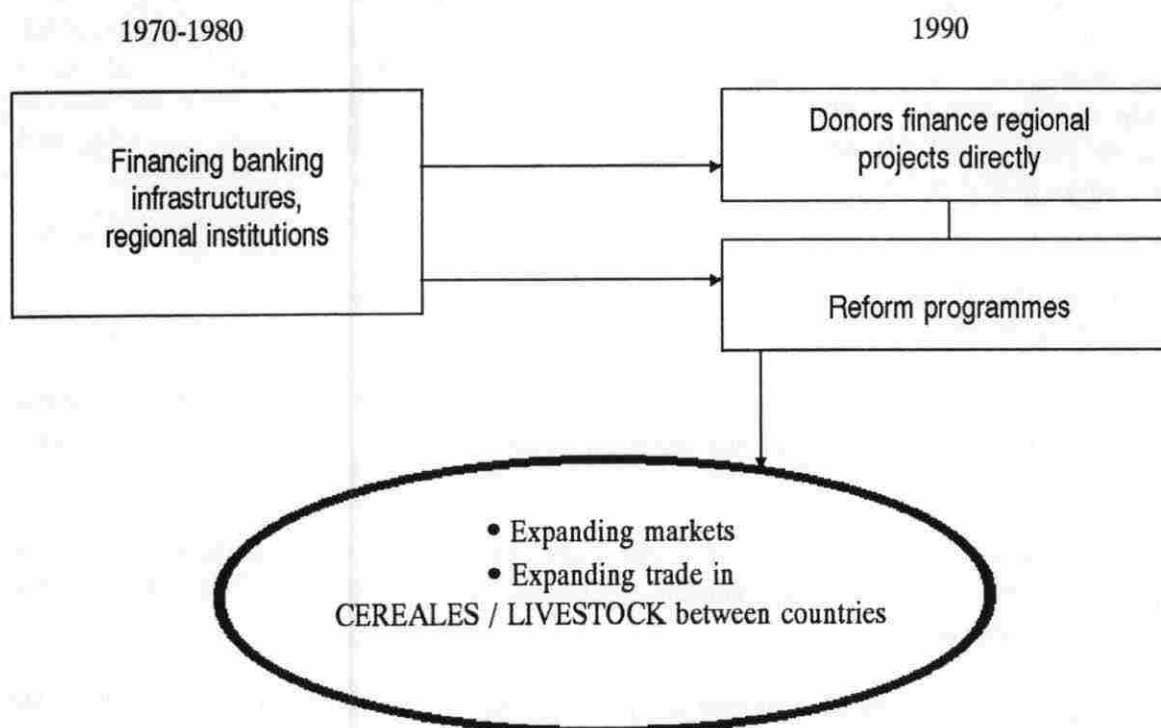 1970-1980
1990
Financing banking
infrastructures,
regional institutions
Donors finance regional
projects directly
Reform programmes
• Expanding markets
• Expanding trade in
CEREALES / LIVESTOCK between countries